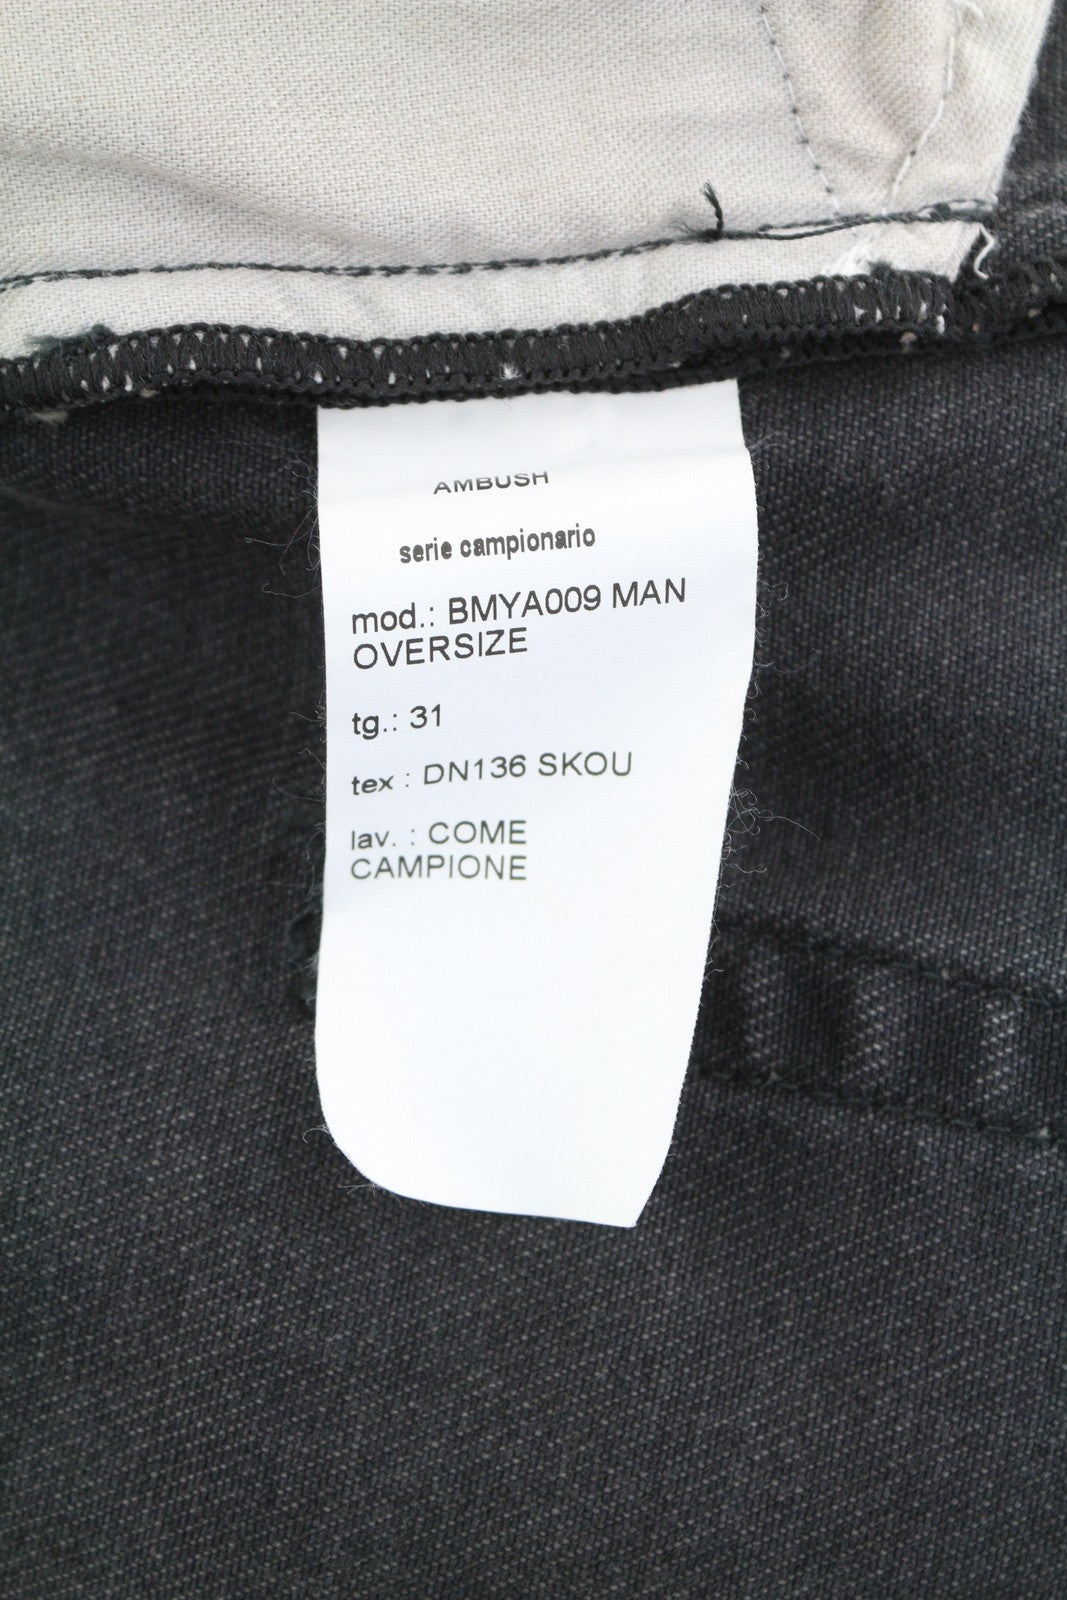 AMBUSH
serie campionario
mod.: BMYA009 MAN
OVERSIZE
tg.: 31
tex : DN136 SKOU
lav. : COME
CAMPIONE